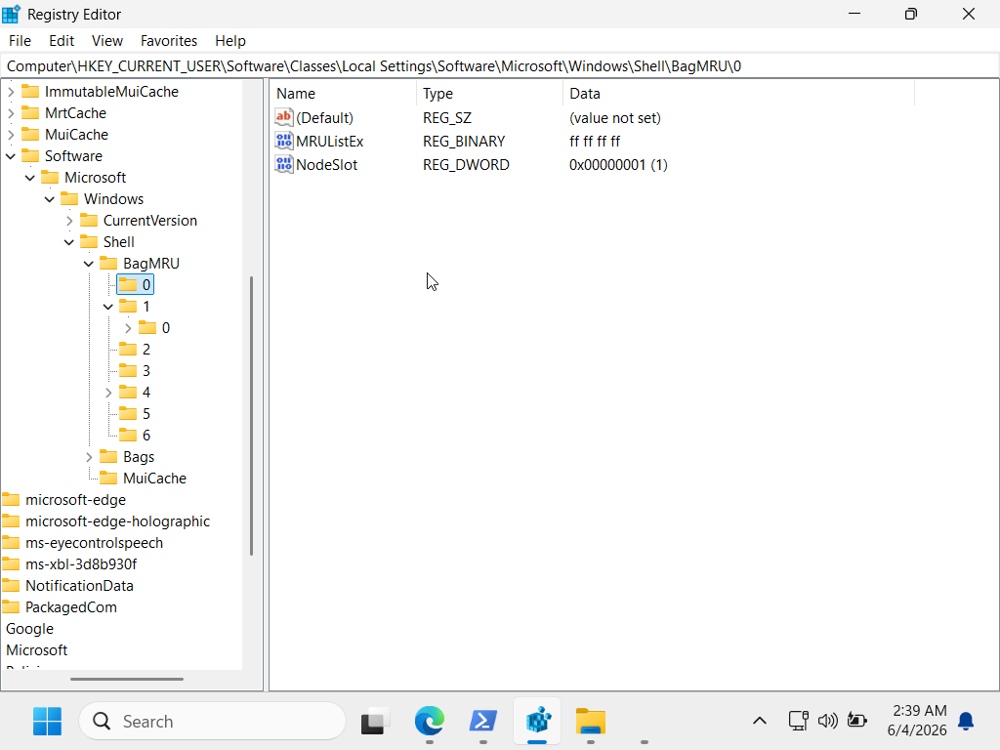 Registry Editor
File Edit View Favorites Help
Computer\HKEY_CURRENT_USER\Software\Classes\Local Settings\Software\Microsoft\Windows\Shell\BagMRU\0
ImmutableMuiCache
MrtCache
MuiCache
Software
Microsoft
Windows
CurrentVersion
Shell
BagMRU
0
1
0
2
3
4
5
6
Bags
MuiCache
microsoft-edge
microsoft-edge-holographic
ms-eyecontrolspeech
ms-xbl-3d8b930f
NotificationData
PackagedCom
Google
Microsoft
Name Type Data
(Default) REG_SZ (value not set)
MRUListEx REG_BINARY ff ff ff ff
NodeSlot REG_DWORD 0x00000001 (1)
Search
2:39 AM
6/4/2026